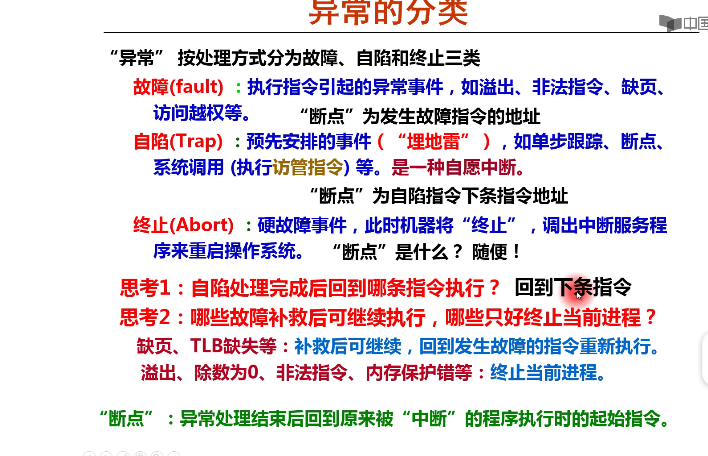 异常的分类
中国
“异常” 按处理方式分为故障、自陷和终止三类
故障(fault) ：执行指令引起的异常事件，如溢出、非法指令、缺页、
访问越权等。 “断点”为发生故障指令的地址
自陷(Trap) ：预先安排的事件（“埋地雷”），如单步跟踪、断点、
系统调用 (执行访管指令) 等。是一种自愿中断。
“断点”为自陷指令下条指令地址
终止(Abort) ：硬故障事件，此时机器将“终止”，调出中断服务程
序来重启操作系统。 “断点”是什么？ 随便！
思考1：自陷处理完成后回到哪条指令执行？ 回到下条指令
思考2：哪些故障补救后可继续执行，哪些只好终止当前进程？
缺页、TLB缺失等：补救后可继续，回到发生故障的指令重新执行。
溢出、除数为0、非法指令、内存保护错等：终止当前进程。
“断点”：异常处理结束后回到原来被“中断”的程序执行时的起始指令。